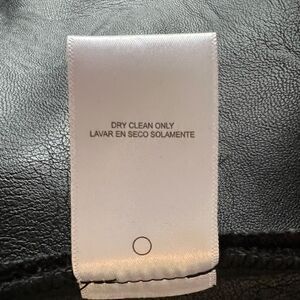 DRY CLEAN ONLY
LAVAR EN SECO SOLAMENTE